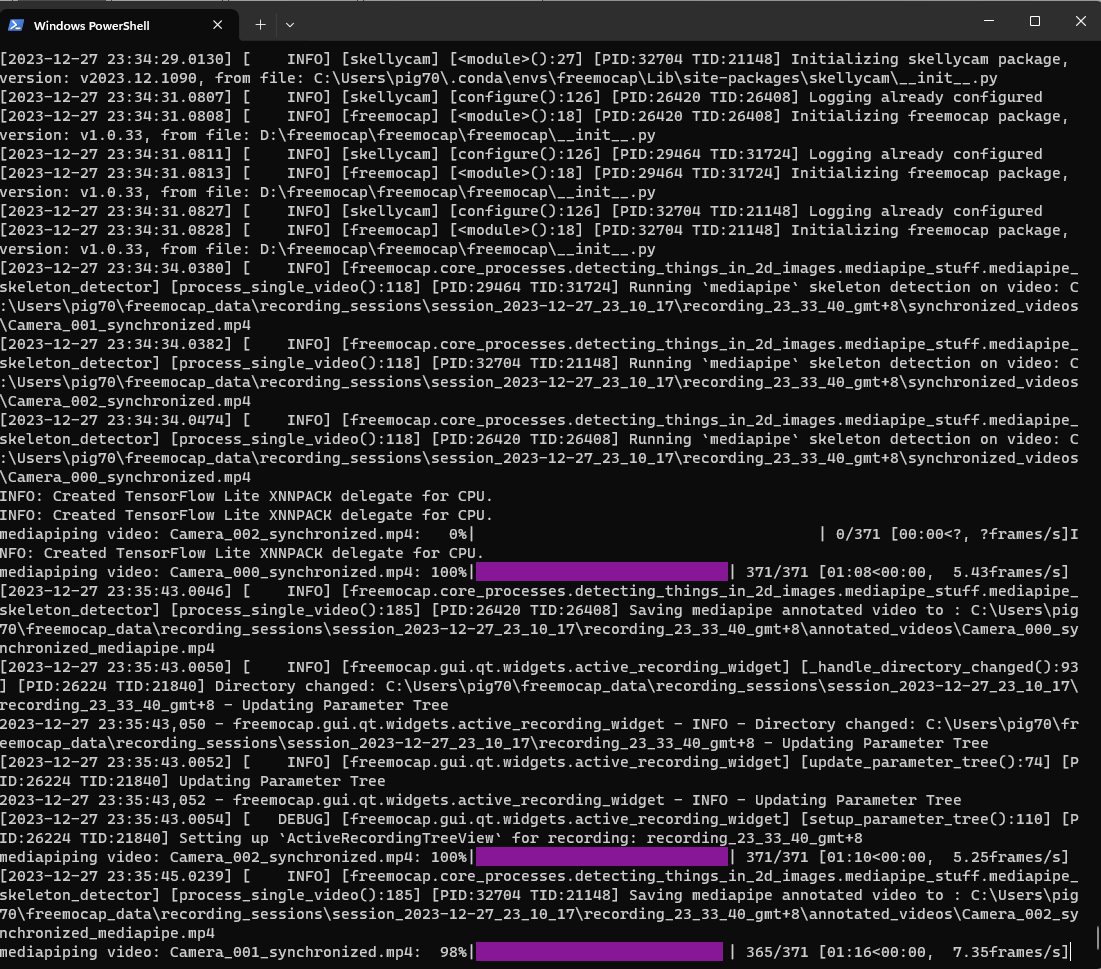 Windows PowerShell
[2023-12-27 23:34:29.0130] [    INFO] [skellycam] [<module>():27] [PID:32704 TID:21148] Initializing skellycam package,
version: v2023.12.1090, from file: C:\Users\pig70\.conda\envs\freemocap\Lib\site-packages\skellycam\__init__.py
[2023-12-27 23:34:31.0807] [    INFO] [skellycam] [configure():126] [PID:26420 TID:26408] Logging already configured
[2023-12-27 23:34:31.0808] [    INFO] [freemocap] [<module>():18] [PID:26420 TID:26408] Initializing freemocap package,
version: v1.0.33, from file: D:\freemocap\freemocap\freemocap\__init__.py
[2023-12-27 23:34:31.0811] [    INFO] [skellycam] [configure():126] [PID:29464 TID:31724] Logging already configured
[2023-12-27 23:34:31.0813] [    INFO] [freemocap] [<module>():18] [PID:29464 TID:31724] Initializing freemocap package,
version: v1.0.33, from file: D:\freemocap\freemocap\freemocap\__init__.py
[2023-12-27 23:34:31.0827] [    INFO] [skellycam] [configure():126] [PID:32704 TID:21148] Logging already configured
[2023-12-27 23:34:31.0828] [    INFO] [freemocap] [<module>():18] [PID:32704 TID:21148] Initializing freemocap package,
version: v1.0.33, from file: D:\freemocap\freemocap\freemocap\__init__.py
[2023-12-27 23:34:34.0380] [    INFO] [freemocap.core_processes.detecting_things_in_2d_images.mediapipe_stuff.mediapipe_
skeleton_detector] [process_single_video():118] [PID:29464 TID:31724] Running `mediapipe` skeleton detection on video: C
:\Users\pig70\freemocap_data\recording_sessions\session_2023-12-27_23_10_17\recording_23_33_40_gmt+8\synchronized_videos
\Camera_001_synchronized.mp4
[2023-12-27 23:34:34.0382] [    INFO] [freemocap.core_processes.detecting_things_in_2d_images.mediapipe_stuff.mediapipe_
skeleton_detector] [process_single_video():118] [PID:32704 TID:21148] Running `mediapipe` skeleton detection on video: C
:\Users\pig70\freemocap_data\recording_sessions\session_2023-12-27_23_10_17\recording_23_33_40_gmt+8\synchronized_videos
\Camera_002_synchronized.mp4
[2023-12-27 23:34:34.0474] [    INFO] [freemocap.core_processes.detecting_things_in_2d_images.mediapipe_stuff.mediapipe_
skeleton_detector] [process_single_video():118] [PID:26420 TID:26408] Running `mediapipe` skeleton detection on video: C
:\Users\pig70\freemocap_data\recording_sessions\session_2023-12-27_23_10_17\recording_23_33_40_gmt+8\synchronized_videos
\Camera_000_synchronized.mp4
INFO: Created TensorFlow Lite XNNPACK delegate for CPU.
INFO: Created TensorFlow Lite XNNPACK delegate for CPU.
mediapiping video: Camera_002_synchronized.mp4:   0%|                                       | 0/371 [00:00<?, ?frames/s]I
NFO: Created TensorFlow Lite XNNPACK delegate for CPU.
mediapiping video: Camera_000_synchronized.mp4: 100%|                            | 371/371 [01:08<00:00,  5.43frames/s]
[2023-12-27 23:35:43.0046] [    INFO] [freemocap.core_processes.detecting_things_in_2d_images.mediapipe_stuff.mediapipe_
skeleton_detector] [process_single_video():185] [PID:26420 TID:26408] Saving mediapipe annotated video to : C:\Users\pig
70\freemocap_data\recording_sessions\session_2023-12-27_23_10_17\recording_23_33_40_gmt+8\annotated_videos\Camera_000_sy
nchronized_mediapipe.mp4
[2023-12-27 23:35:43.0050] [    INFO] [freemocap.gui.qt.widgets.active_recording_widget] [_handle_directory_changed():93
] [PID:26224 TID:21840] Directory changed: C:\Users\pig70\freemocap_data\recording_sessions\session_2023-12-27_23_10_17\
recording_23_33_40_gmt+8 - Updating Parameter Tree
2023-12-27 23:35:43,050 - freemocap.gui.qt.widgets.active_recording_widget - INFO - Directory changed: C:\Users\pig70\fr
eemocap_data\recording_sessions\session_2023-12-27_23_10_17\recording_23_33_40_gmt+8 - Updating Parameter Tree
[2023-12-27 23:35:43.0052] [    INFO] [freemocap.gui.qt.widgets.active_recording_widget] [update_parameter_tree():74] [P
ID:26224 TID:21840] Updating Parameter Tree
2023-12-27 23:35:43,052 - freemocap.gui.qt.widgets.active_recording_widget - INFO - Updating Parameter Tree
[2023-12-27 23:35:43.0054] [   DEBUG] [freemocap.gui.qt.widgets.active_recording_widget] [setup_parameter_tree():110] [P
ID:26224 TID:21840] Setting up `ActiveRecordingTreeView` for recording: recording_23_33_40_gmt+8
mediapiping video: Camera_002_synchronized.mp4: 100%|                            | 371/371 [01:10<00:00,  5.25frames/s]
[2023-12-27 23:35:45.0239] [    INFO] [freemocap.core_processes.detecting_things_in_2d_images.mediapipe_stuff.mediapipe_
skeleton_detector] [process_single_video():185] [PID:32704 TID:21148] Saving mediapipe annotated video to : C:\Users\pig
70\freemocap_data\recording_sessions\session_2023-12-27_23_10_17\recording_23_33_40_gmt+8\annotated_videos\Camera_002_sy
nchronized_mediapipe.mp4
mediapiping video: Camera_001_synchronized.mp4:  98%|                            | 365/371 [01:16<00:00,  7.35frames/s]